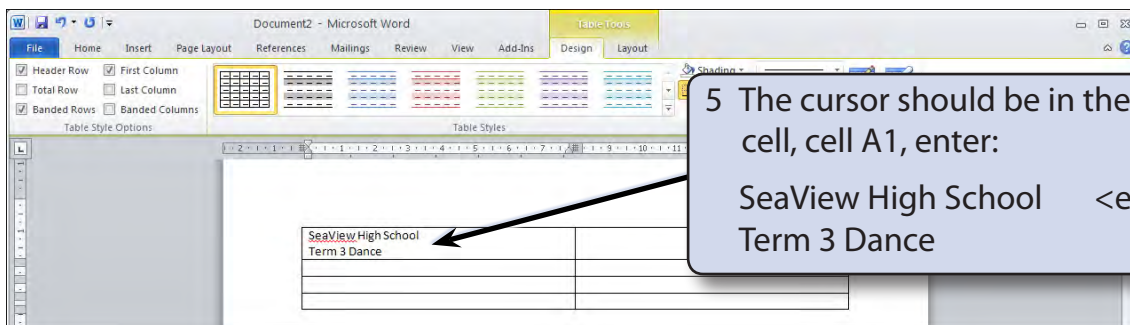 Document2 - Microsoft Word
Table Tools
File Home Insert Page Layout References Mailings Review View Add-Ins Design Layout
Header Row First Column
Total Row Last Column
Banded Rows Banded Columns
Table Style Options
Table Styles
Shading
5 The cursor should be in the
cell, cell A1, enter:
SeaView High School <e
Term 3 Dance
SeaView High School
Term 3 Dance